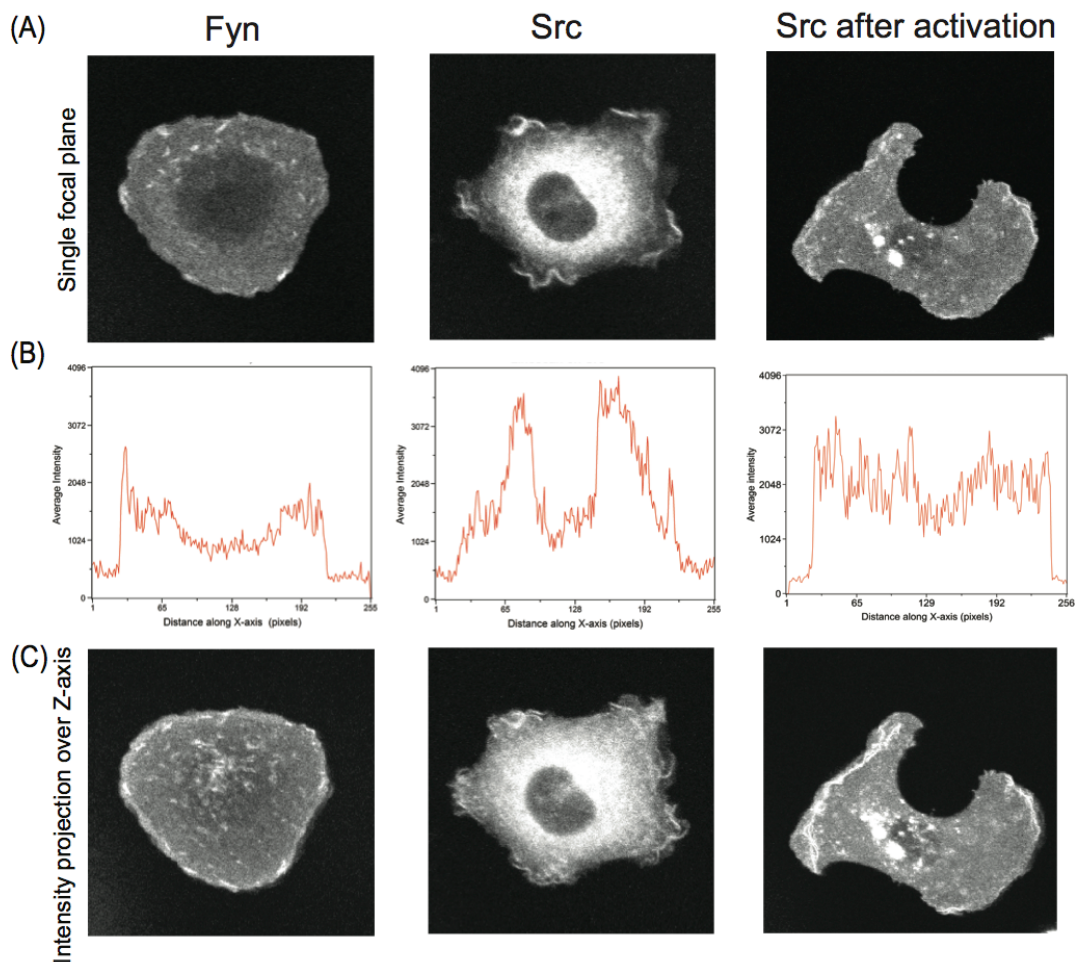 (A)
Fyn
Src
Src after activation
Single focal plane
(B)
4096
3072
2048
1024
0
Average Intensity
1
65
128
192
255
Distance along X-axis (pixels)
4096
3072
2048
1024
0
Average Intensity
1
65
128
192
255
Distance along X-axis (pixels)
4096
3072
2048
1024
0
Average intensity
1
65
129
192
256
Distance along X-axis (pixels)
(C)
Intensity projection over Z-axis